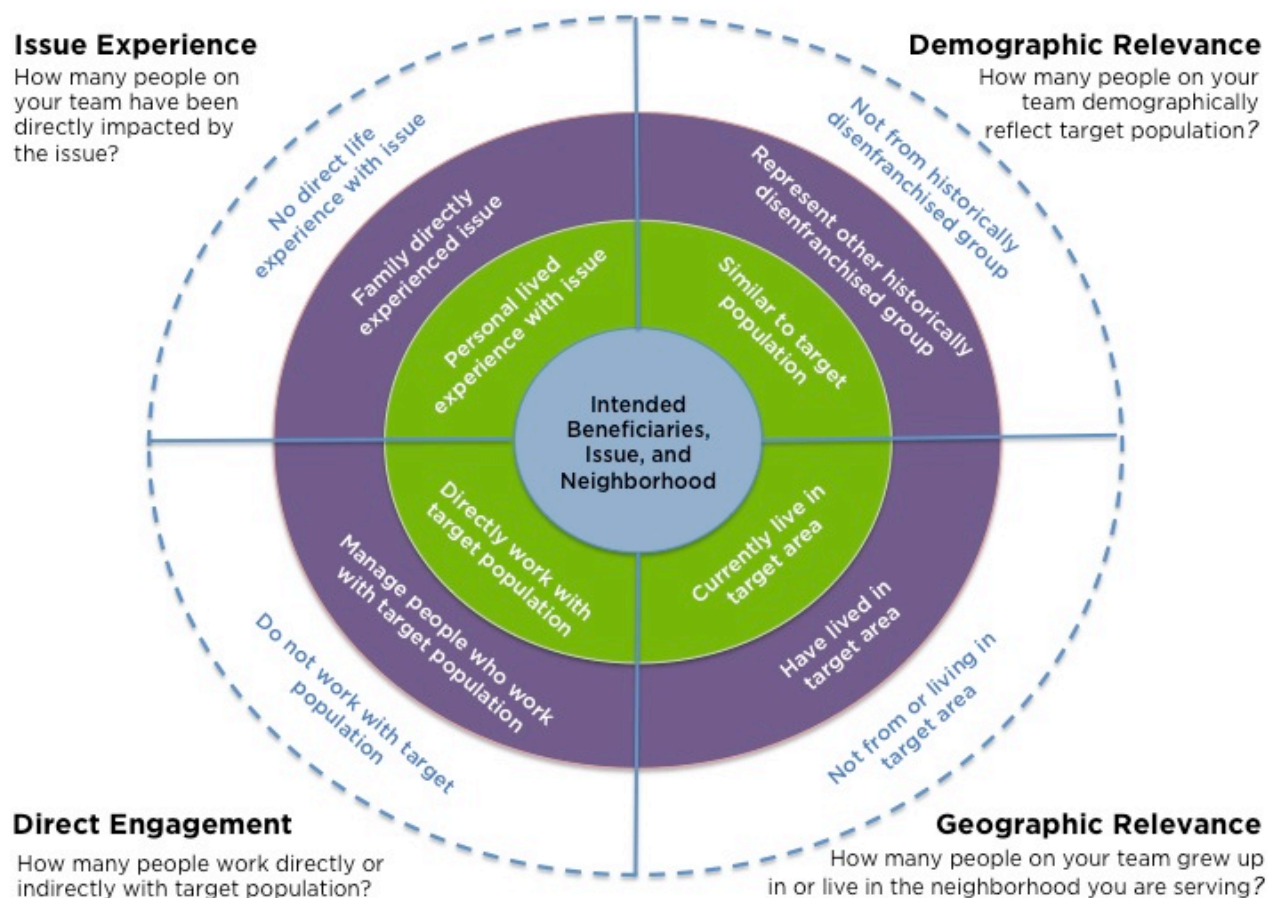 Issue Experience
How many people on
your team have been
directly impacted by
the issue?
Demographic Relevance
How many people on your
team demographically
reflect target population?
No direct life
experience with issue
Family directly
experienced issue
Personal lived
experience with issue
Not from historically
disenfranchised group
Represent other historically
disenfranchised group
Similar to target
population
Intended
Beneficiaries,
Issue, and
Neighborhood
Directly work with
target population
Manage people who work
with target population
Do not work with target
population
Currently live in
target area
Have lived in
target area
Not from or living in
target area
Direct Engagement
How many people work directly or
indirectly with target population?
Geographic Relevance
How many people on your team grew up
in or live in the neighborhood you are serving?